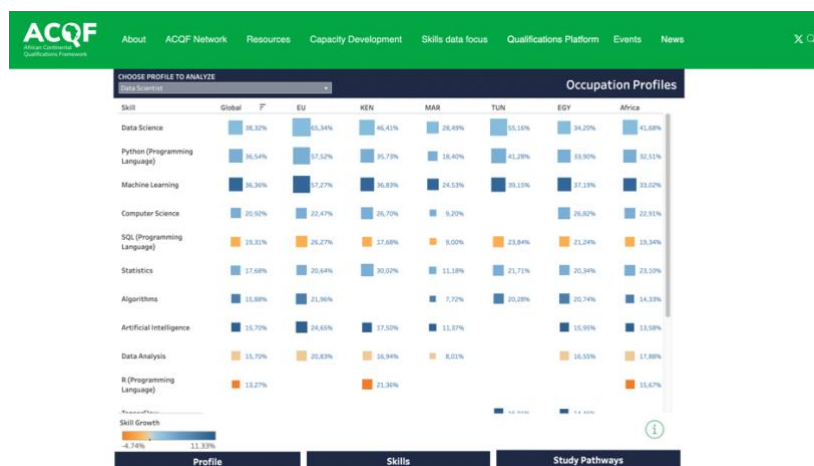 ACQF
African Continental
Qualifications Framework
About ACQF Network Resources Capacity Development Skills data focus Qualifications Platform Events News
CHOOSE PROFILE TO ANALYZE
Data Scientist
Occupation Profiles
Skill Global EU KEN MAR TUN EGY Africa
Data Science 38,32% 65,34% 46,41% 28,49% 55,16% 34,20% 41,68%
Python (Programming
Language) 36,54% 57,52% 35,73% 18,40% 41,28% 33,90% 32,51%
Machine Learning 36,36% 57,27% 36,83% 24,53% 39,15% 37,19% 33,02%
Computer Science 20,92% 22,47% 26,70% 9,20% 26,82% 22,91%
SQL (Programming
Language) 19,31% 26,27% 17,68% 9,00% 23,84% 21,24% 19,34%
Statistics 17,68% 20,64% 30,02% 11,18% 21,71% 20,34% 23,10%
Algorithms 15,88% 21,96% 7,72% 20,28% 20,74% 14,33%
Artificial Intelligence 15,70% 24,65% 17,50% 11,37% 15,95% 13,58%
Data Analysis 15,70% 20,83% 16,94% 8,01% 16,55% 17,88%
R (Programming
Language) 13,27% 21,36% 15,67%
Skill Growth
-4,74% 11,33%
Profile Skills Study Pathways